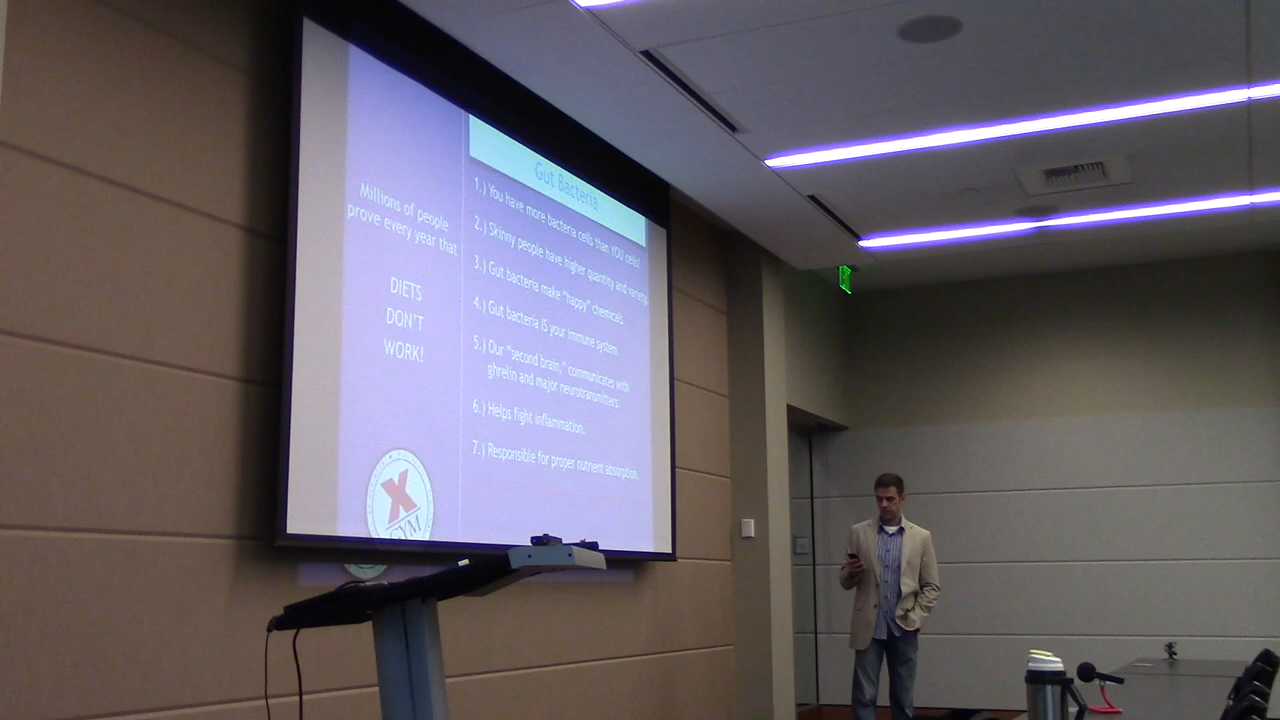 Millions of people
prove every year that
DIETS
DON'T
WORK!
X
GYM
Gut Bacteria
1.) You have more bacteria cells than YOU cells!
2.) Skinny people have higher quantity and variety.
3.) Gut bacteria make "happy" chemicals.
4.) Gut bacteria IS your immune system.
5.) Our "second brain," communicates with
ghrelin and major neurotransmitters.
6.) Helps fight inflammation.
7.) Responsible for proper nutrient absorption.